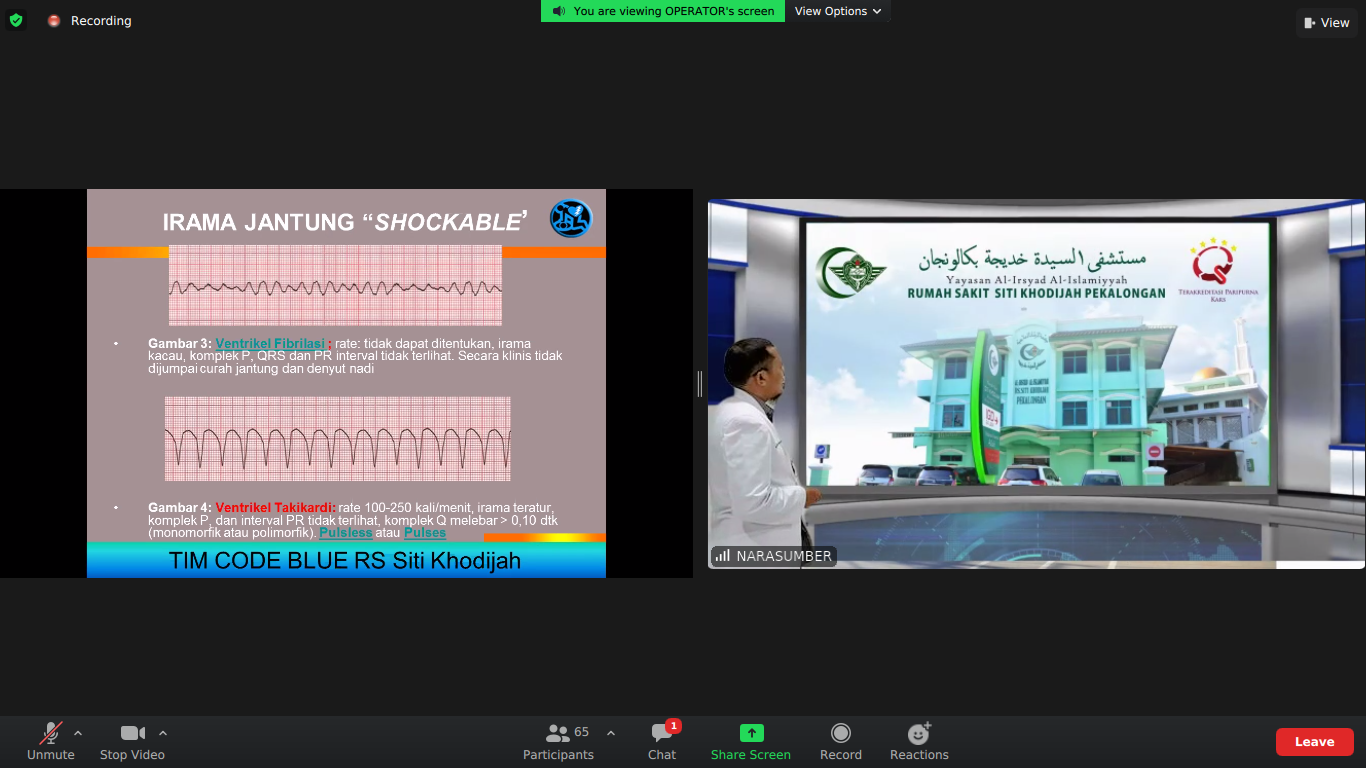 Recording
You are viewing OPERATOR's screen
View Options
View
IRAMA JANTUNG “SHOCKABLE’
• Gambar 3: Ventrikel Fibrilasi ; rate: tidak dapat ditentukan, irama
kacau, komplek P, QRS dan PR interval tidak terlihat. Secara klinis tidak
dijumpai curah jantung dan denyut nadi
• Gambar 4: Ventrikel Takikardi: rate 100-250 kali/menit, irama teratur,
komplek P, dan interval PR tidak terlihat, komplek Q melebar > 0,10 dtk
(monomorfik atau polimorfik). Pulsless atau Pulses
TIM CODE BLUE RS Siti Khodijah
مستشفى السيدة خديجة بكالونجان
Yayasan Al-Irsyad Al-Islamiyyah
RUMAH SAKIT SITI KHODIJAH PEKALONGAN
TERAKREDITASI PARIPURNA
KARS
RS.SITI KHODIJAH
PEKALONGAN
IGD
NARASUMBER
Unmute
Stop Video
Participants
65
Chat
1
Share Screen
Record
Reactions
Leave